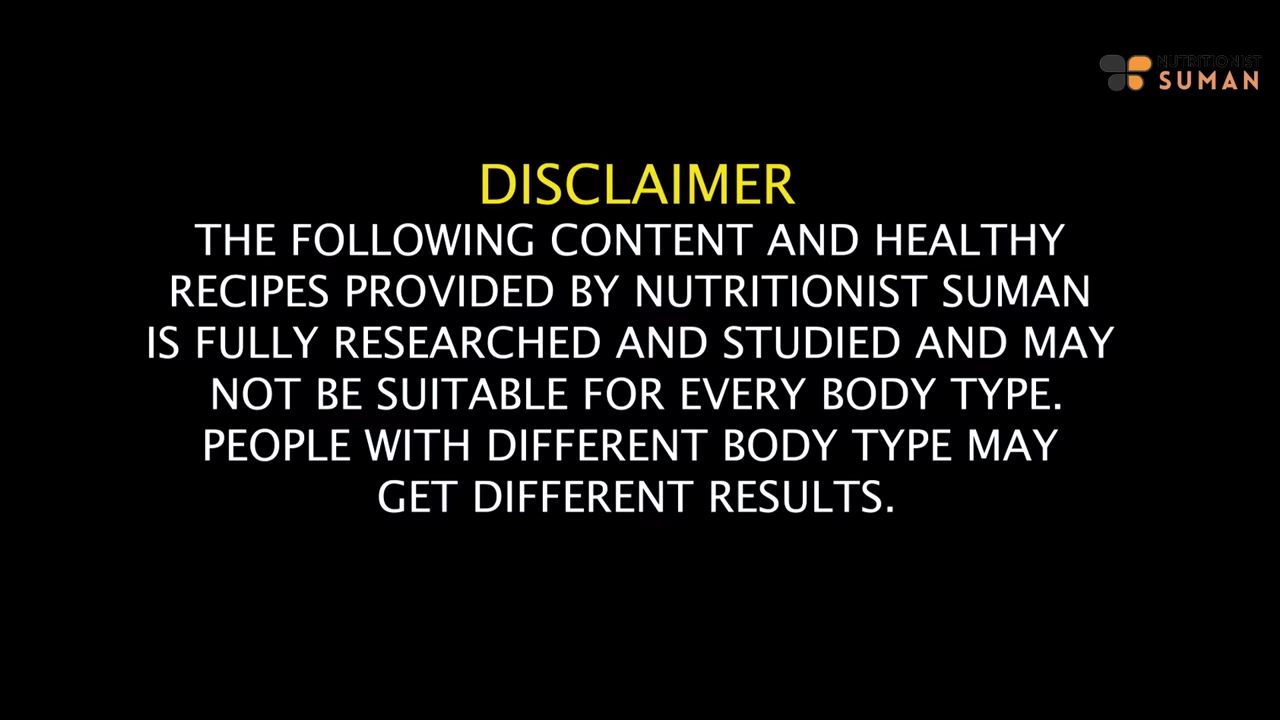 NUTRITIONIST
SUMAN
DISCLAIMER
THE FOLLOWING CONTENT AND HEALTHY
RECIPES PROVIDED BY NUTRITIONIST SUMAN
IS FULLY RESEARCHED AND STUDIED AND MAY
NOT BE SUITABLE FOR EVERY BODY TYPE.
PEOPLE WITH DIFFERENT BODY TYPE MAY
GET DIFFERENT RESULTS.